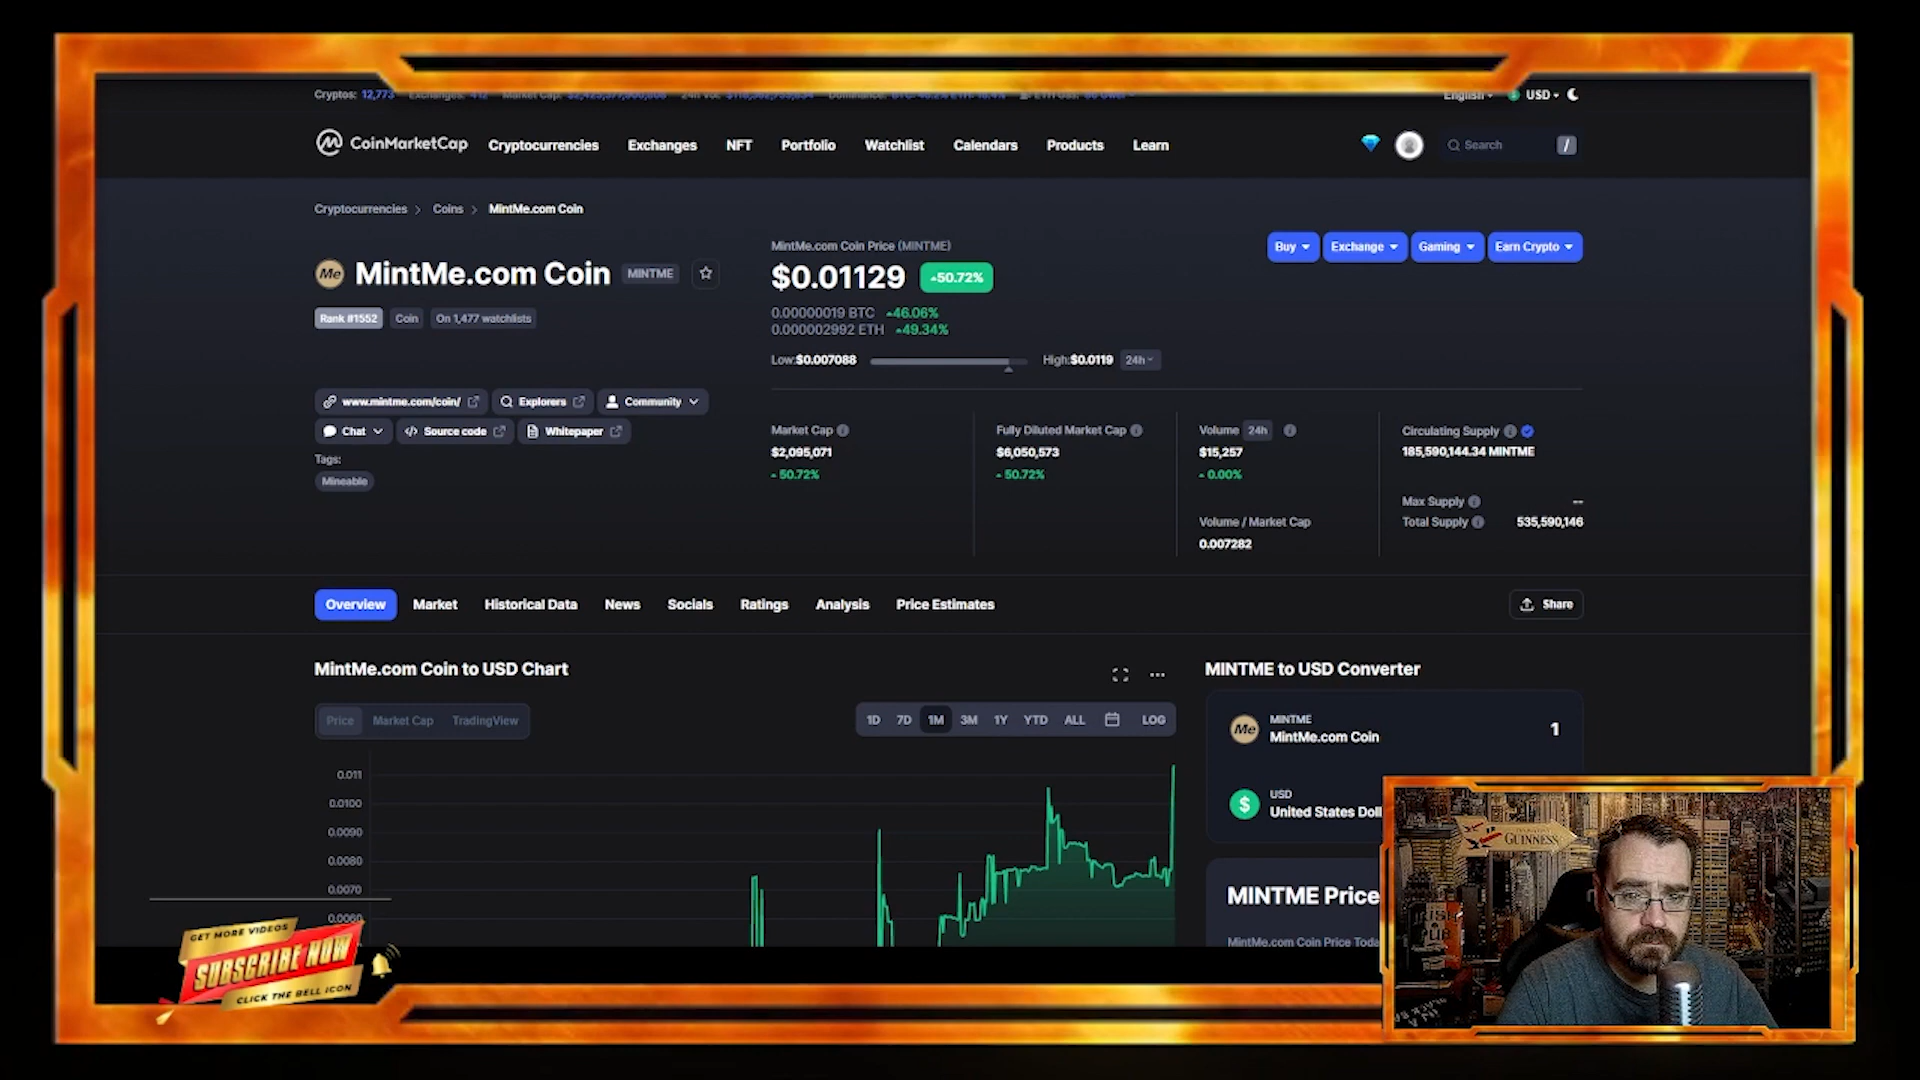 Cryptos: 12,773 Exchanges: 412 Market Cap:
English USD
CoinMarketCap Cryptocurrencies Exchanges NFT Portfolio Watchlist Calendars Products Learn Search /
Cryptocurrencies > Coins > MintMe.com Coin
MintMe.com Coin Price (MINTME)
Buy Exchange Gaming Earn Crypto
Me MintMe.com Coin MINTME
$0.01129 50.72%
Rank #1552 Coin On 1,477 watchlists
0.00000019 BTC 46.06%
0.000002992 ETH 49.34%
Low:$0.007088 High:$0.0119 24h
www.mintme.com/coin/ Explorers Community
Chat </> Source code Whitepaper
Tags:
Mineable
Market Cap
$2,095,071
50.72%
Fully Diluted Market Cap
$6,050,573
50.72%
Volume 24h
$15,257
0.00%
Volume / Market Cap
0.007282
Circulating Supply
185,590,144.34 MINTME
Max Supply --
Total Supply 535,590,146
Overview Market Historical Data News Socials Ratings Analysis Price Estimates Share
MintMe.com Coin to USD Chart
Price Market Cap TradingView
1D 7D 1M 3M 1Y YTD ALL LOG
0.011
0.0100
0.0090
0.0080
0.0070
0.0060
MINTME to USD Converter
Me MINTME
MintMe.com Coin 1
$ USD
United States Doll
MINTME Price
MintMe.com Coin Price Toda
GET MORE VIDEOS
SUBSCRIBE NOW
CLICK THE BELL ICON
GUINNESS